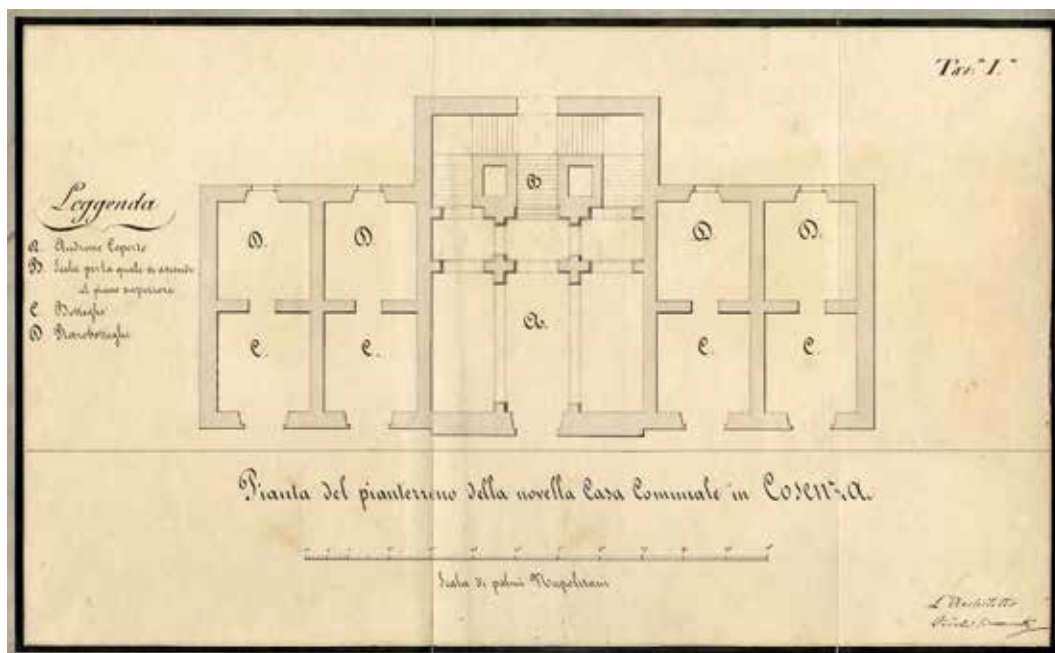 Tav.ª I.ª
Leggenda
A. Androne Coperto
B. Scala per la quale si ascende
al piano superiore
C Botteghe
D Retrobotteghe
B
D.
D.
D.
D.
A.
C.
C.
C.
C.
Pianta del pianterreno della novella Casa Comunale in Cosenza.
Scala di palmi Napolitani
L'Architetto